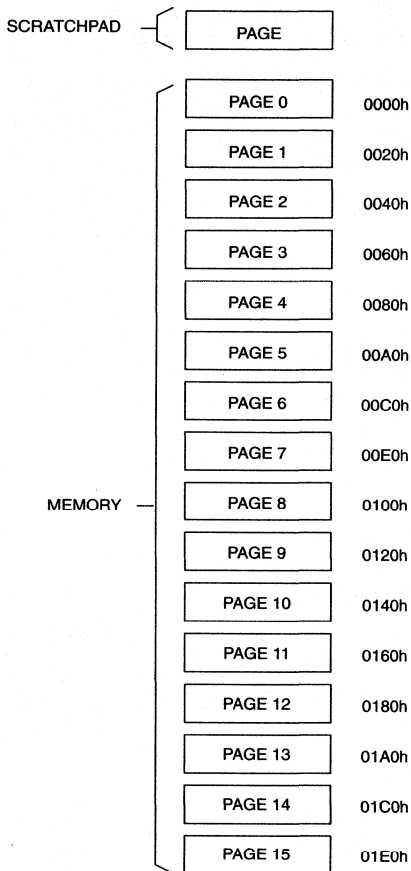 SCRATCHPAD PAGE
PAGE 0 0000h
PAGE 1 0020h
PAGE 2 0040h
PAGE 3 0060h
PAGE 4 0080h
PAGE 5 00A0h
PAGE 6 00C0h
PAGE 7 00E0h
MEMORY PAGE 8 0100h
PAGE 9 0120h
PAGE 10 0140h
PAGE 11 0160h
PAGE 12 0180h
PAGE 13 01A0h
PAGE 14 01C0h
PAGE 15 01E0h